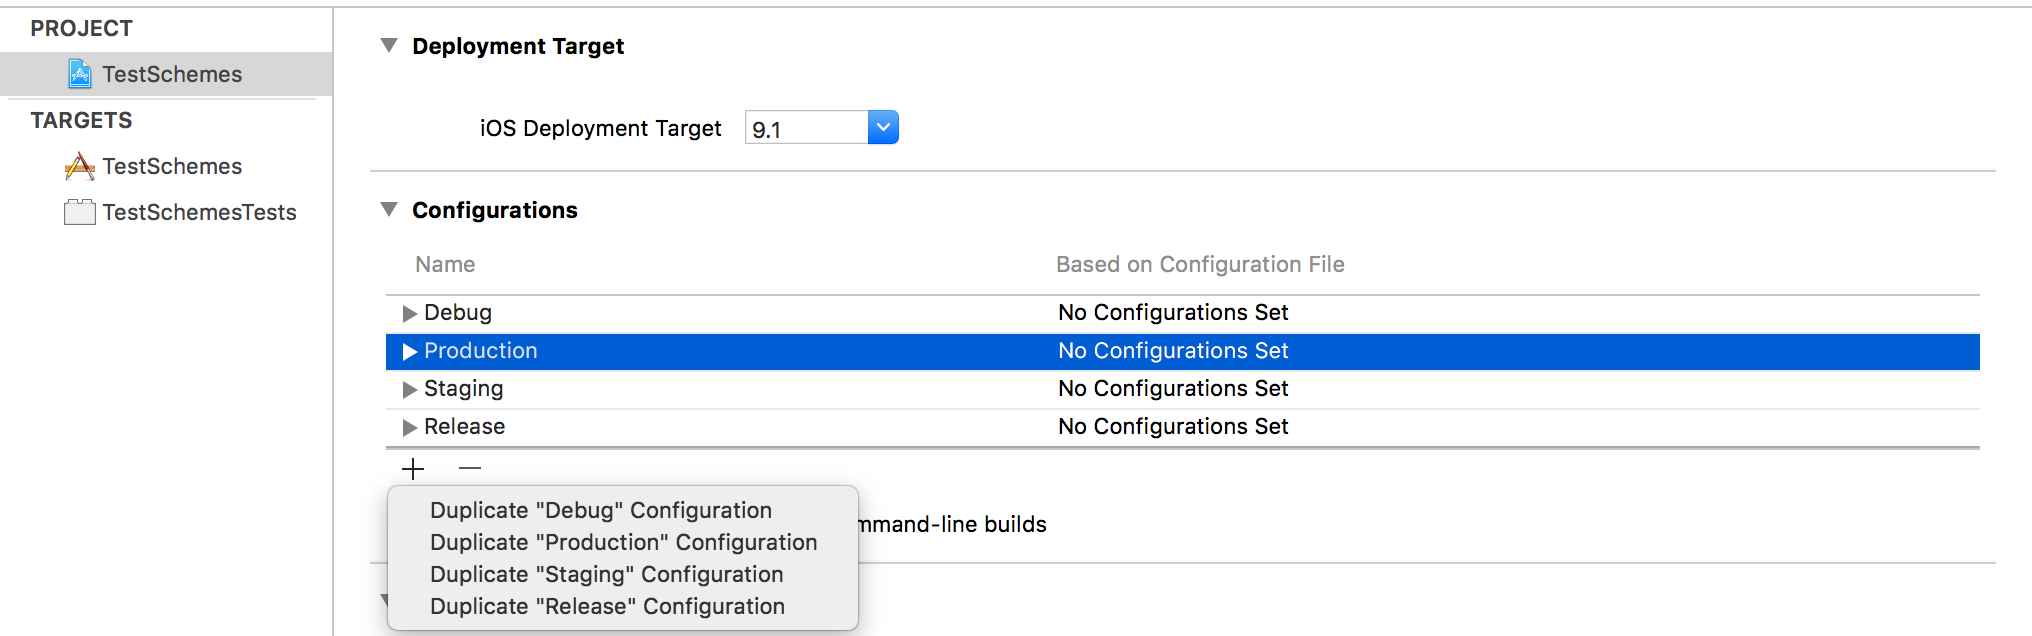 PROJECT
TestSchemes
TARGETS
TestSchemes
TestSchemesTests
Deployment Target
iOS Deployment Target 9.1
Configurations
Name Based on Configuration File
Debug No Configurations Set
Production No Configurations Set
Staging No Configurations Set
Release No Configurations Set
Duplicate "Debug" Configuration
Duplicate "Production" Configuration
Duplicate "Staging" Configuration
Duplicate "Release" Configuration
command-line builds